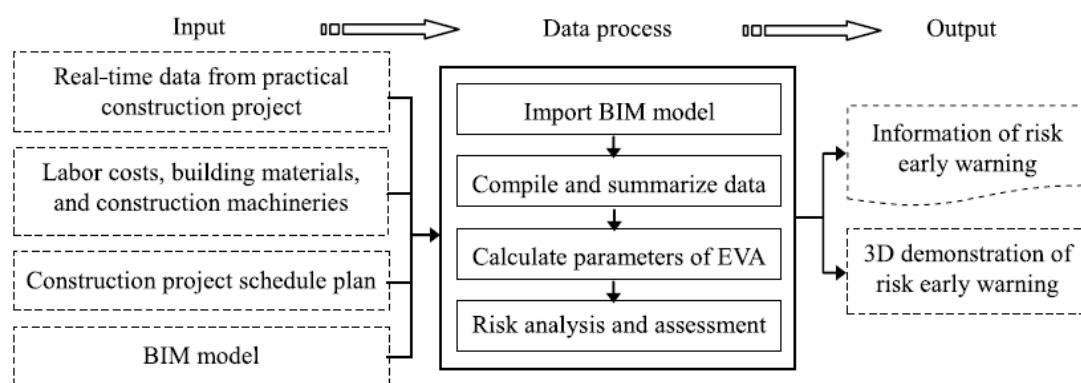 Input
Data process
Output
Real-time data from practical
construction project
Labor costs, building materials,
and construction machineries
Construction project schedule plan
BIM model
Import BIM model
Compile and summarize data
Calculate parameters of EVA
Risk analysis and assessment
Information of risk
early warning
3D demonstration of
risk early warning